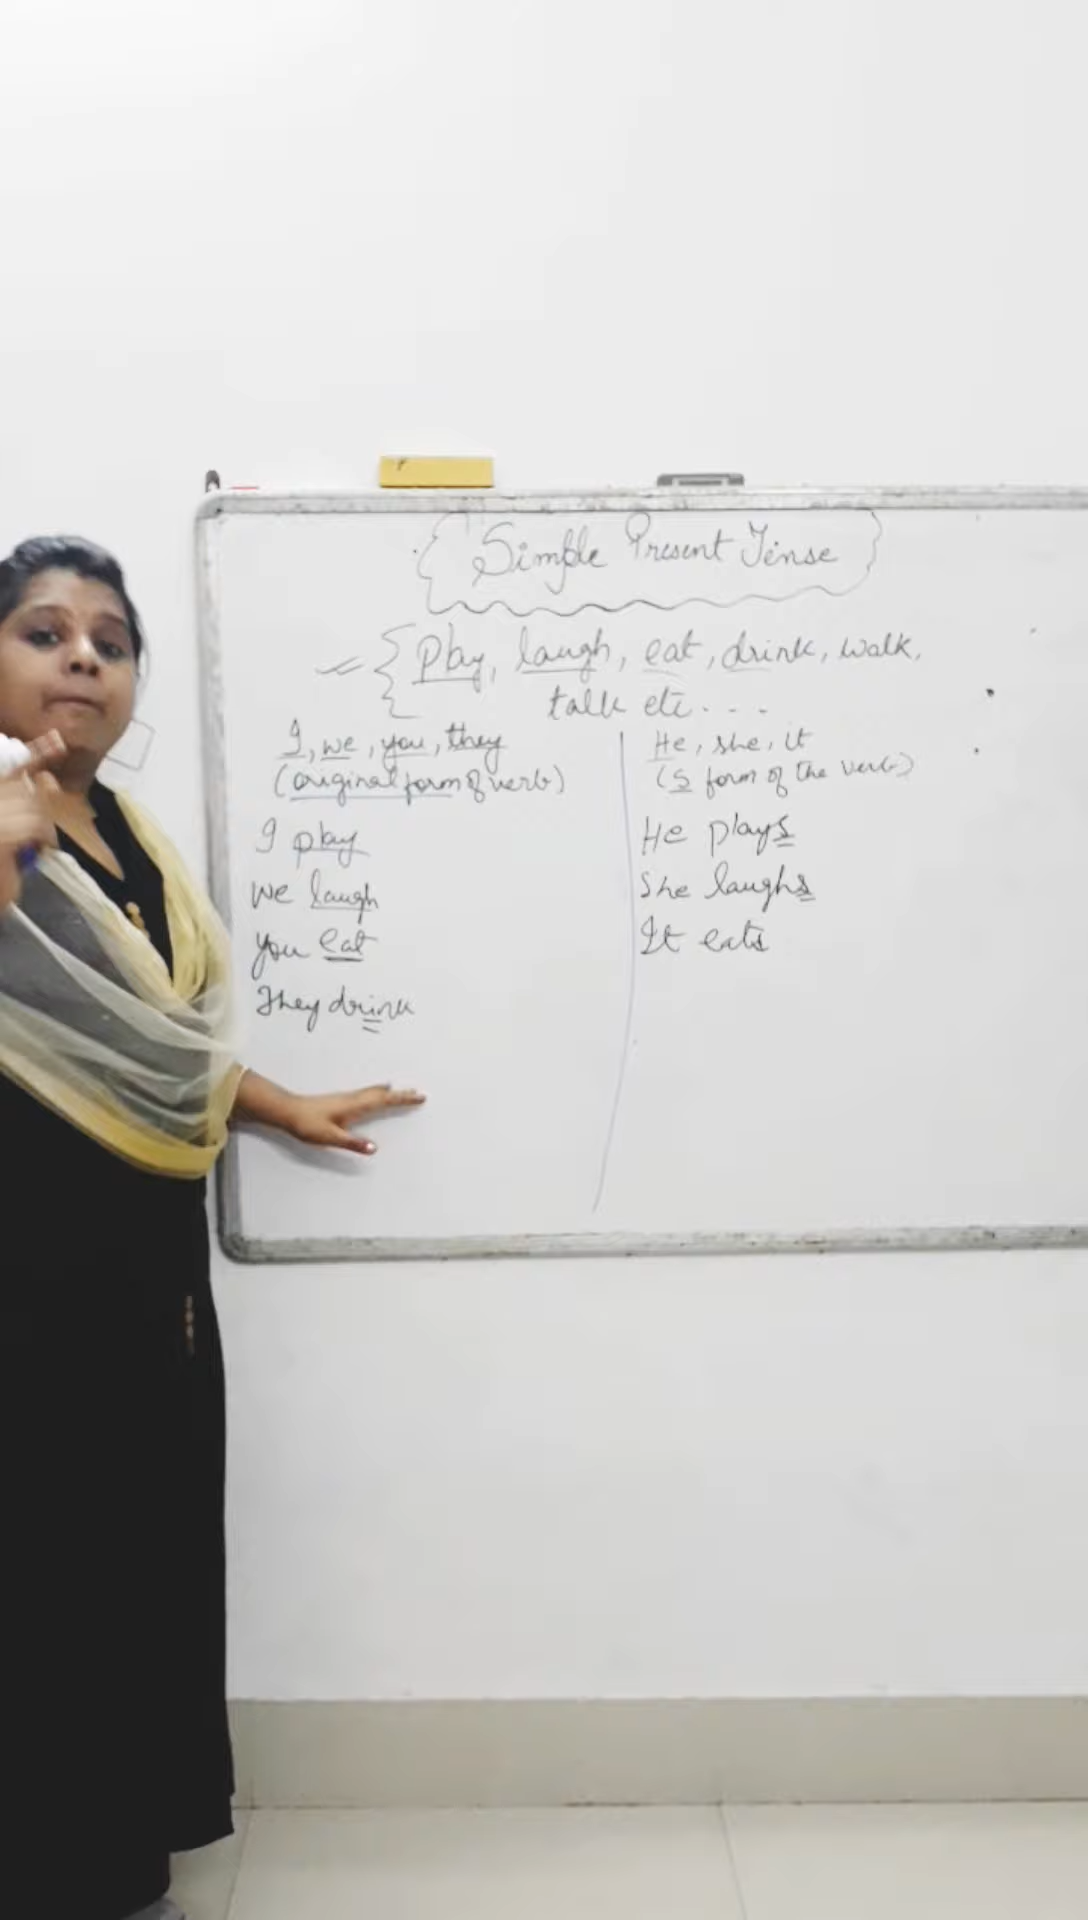 Simple Present Tense
= { play, laugh, eat, drink, walk,
talk etc....
I, we, you, they
(original form of verb)
I play
We laugh
you eat
They drink
He, she, it
(s form of the verb)
He plays
She laughs
It eats